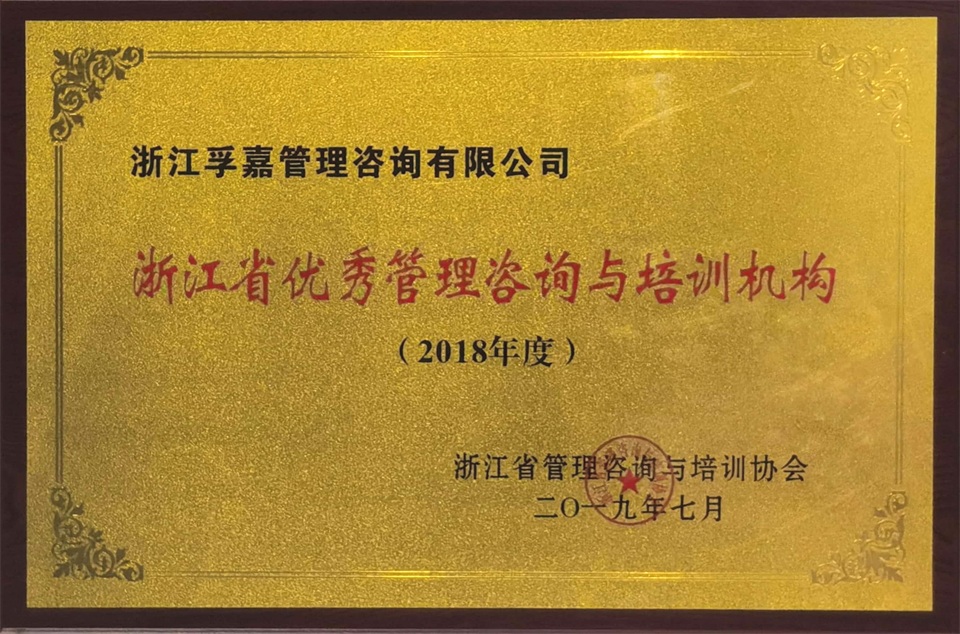 浙江孚嘉管理咨询有限公司
浙江省优秀管理咨询与培训机构
（2018年度）
浙江省管理咨询与培训协会
二〇一九年七月